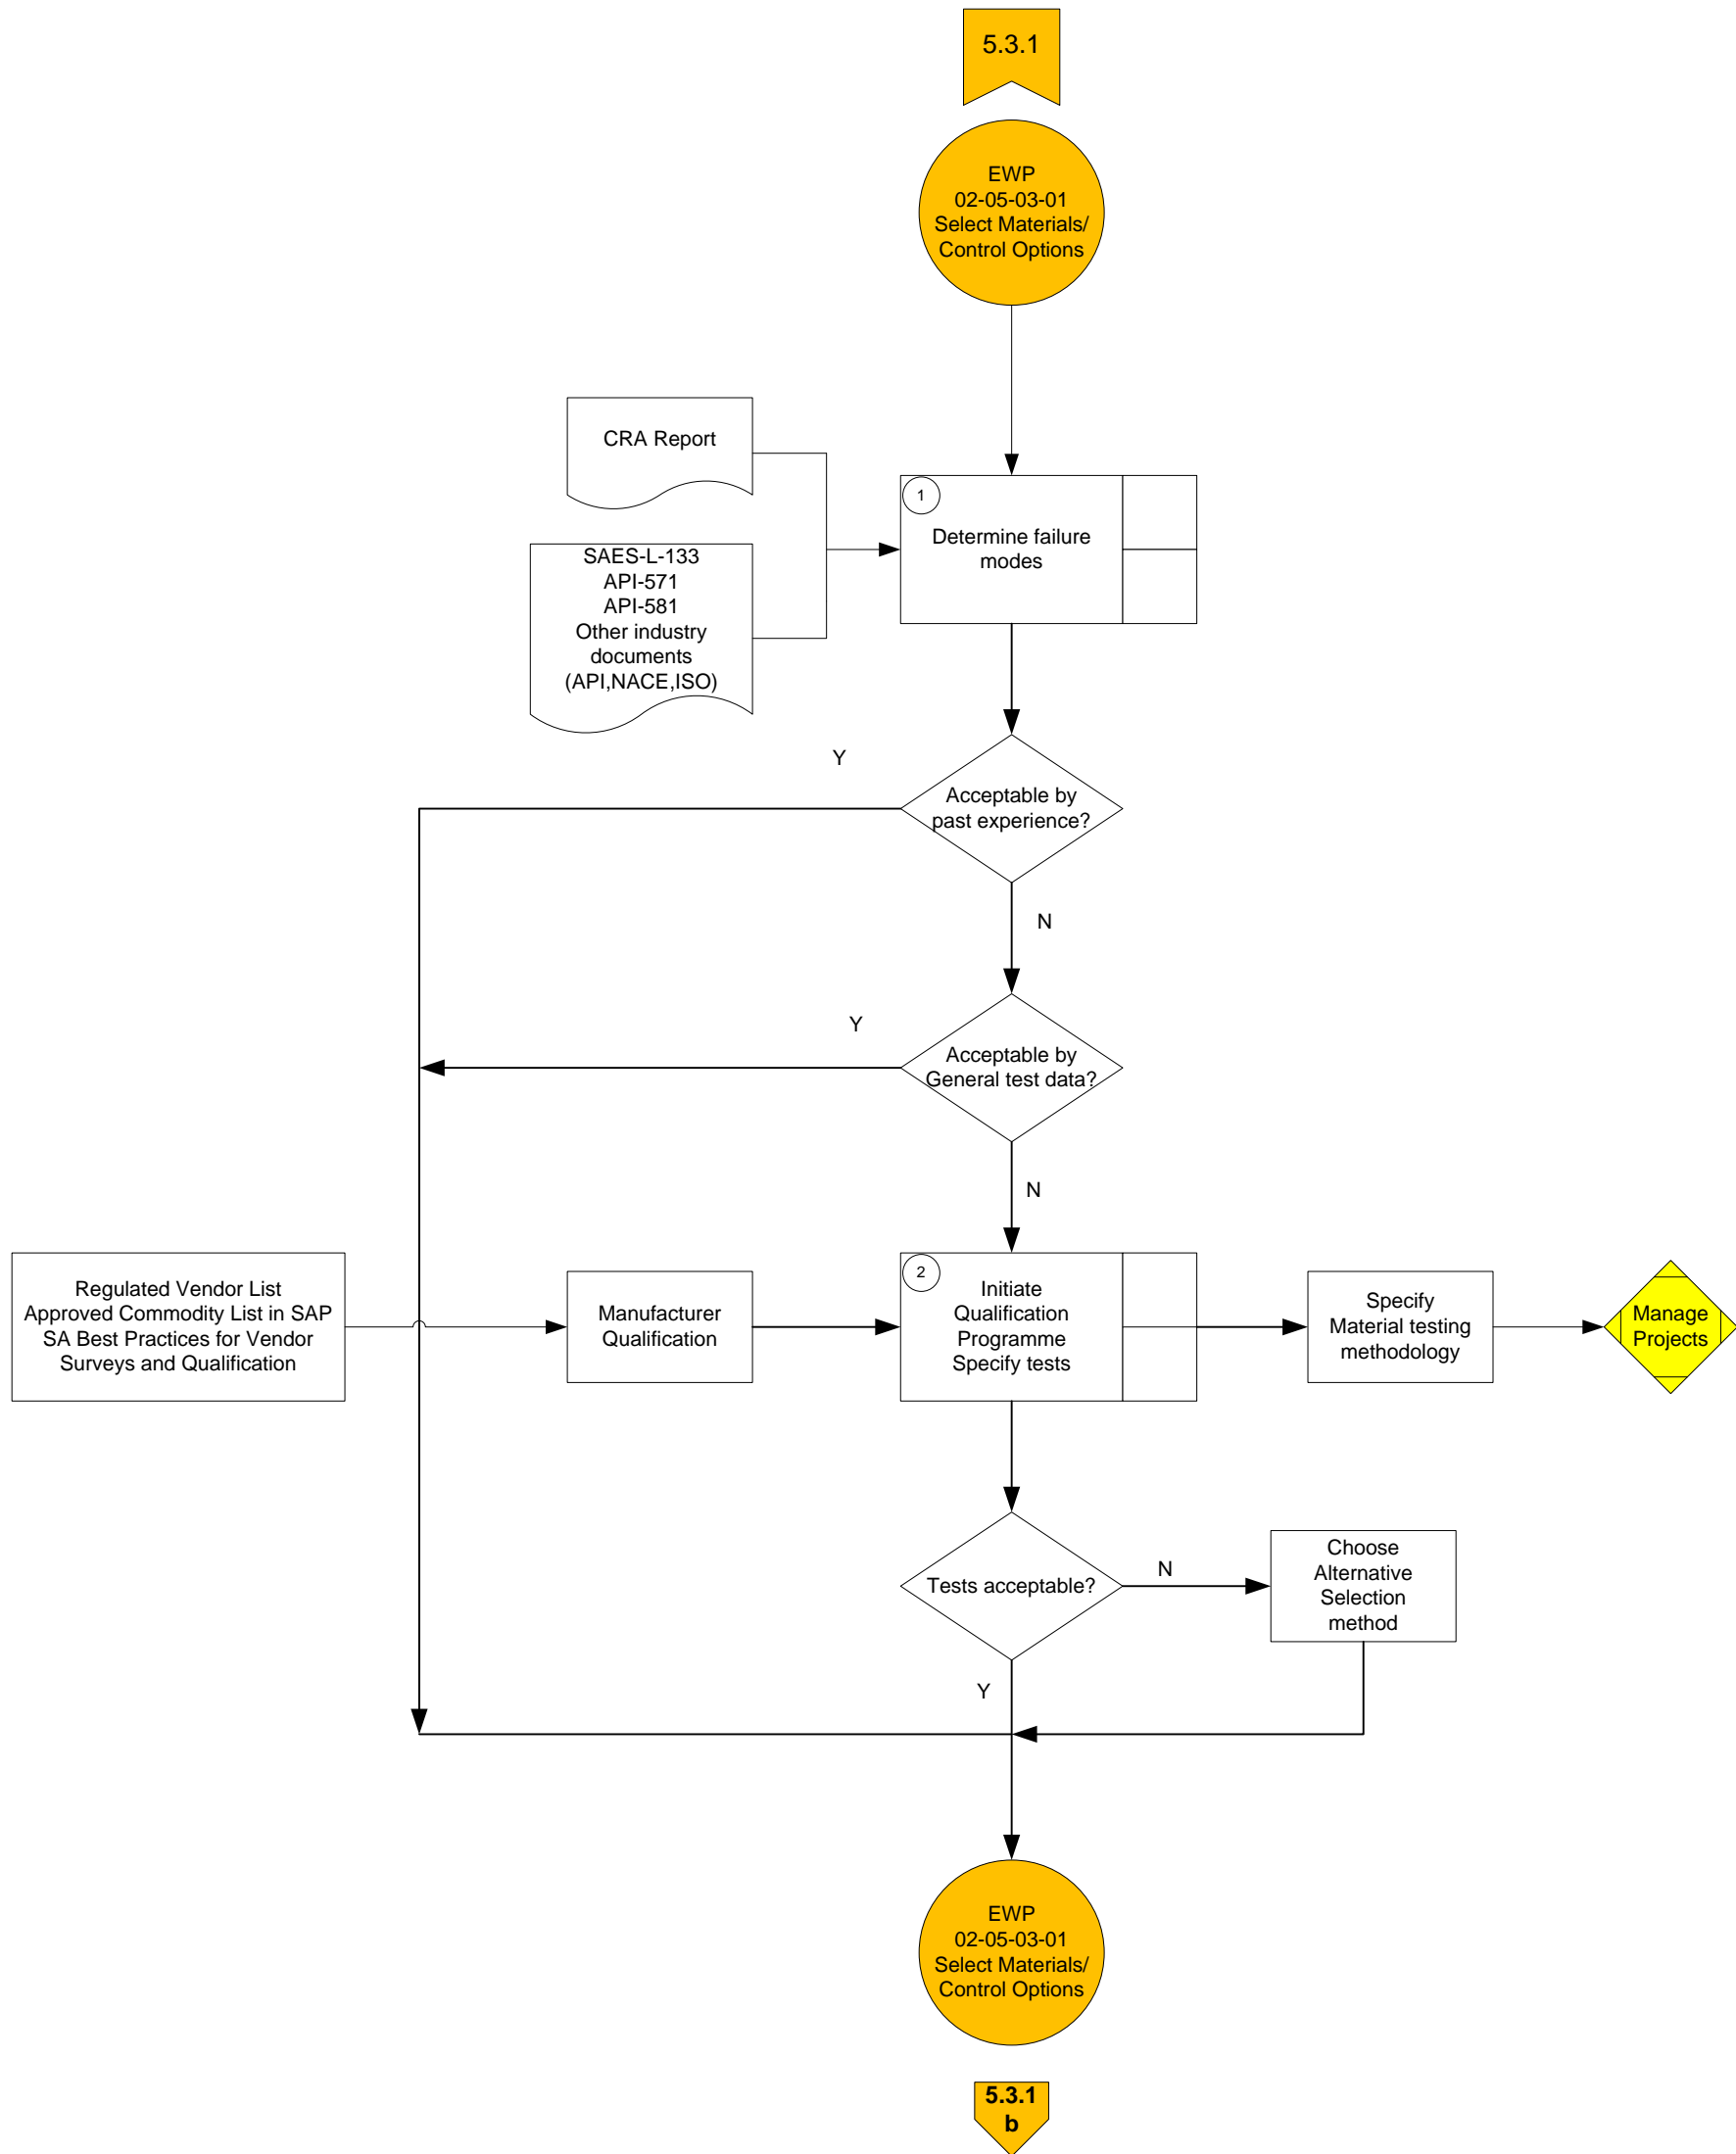 5.3.1
EWP
02-05-03-01
Select Materials/
Control Options
CRA Report
SAES-L-133
API-571
API-581
Other industry
documents
(API,NACE,ISO)
1
Determine failure
modes
Y
Acceptable by
past experience?
N
Y
Acceptable by
General test data?
N
Regulated Vendor List
Approved Commodity List in SAP
SA Best Practices for Vendor
Surveys and Qualification
Manufacturer
Qualification
2
Initiate
Qualification
Programme
Specify tests
Specify
Material testing
methodology
Manage
Projects
Tests acceptable?
N
Choose
Alternative
Selection
method
Y
EWP
02-05-03-01
Select Materials/
Control Options
5.3.1
b